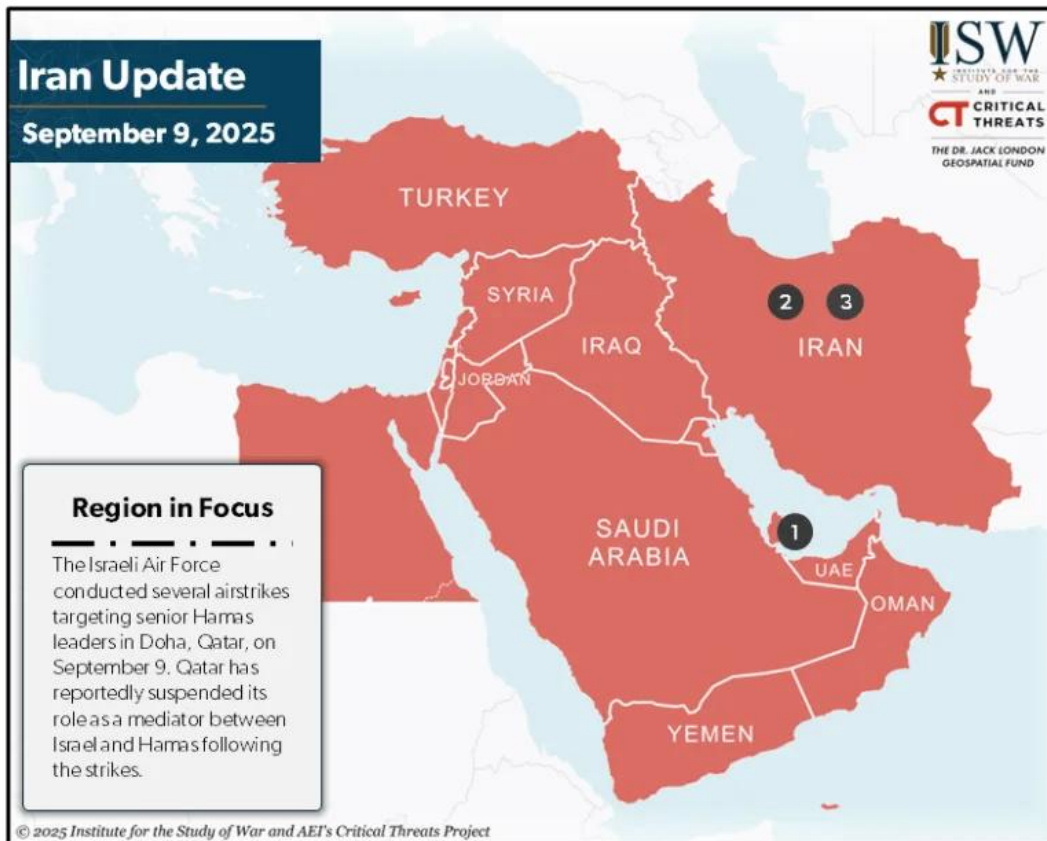 Iran Update
September 9, 2025
ISW
INSTITUTE FOR THE
STUDY OF WAR
AND
CT CRITICAL
THREATS
THE DR. JACK LONDON
GEOSPATIAL FUND
TURKEY
SYRIA
IRAQ
JORDAN
2
3
IRAN
1
SAUDI
ARABIA
UAE
OMAN
YEMEN
Region in Focus
The Israeli Air Force
conducted several airstrikes
targeting senior Hamas
leaders in Doha, Qatar, on
September 9. Qatar has
reportedly suspended its
role as a mediator between
Israel and Hamas following
the strikes.
© 2025 Institute for the Study of War and AEI's Critical Threats Project